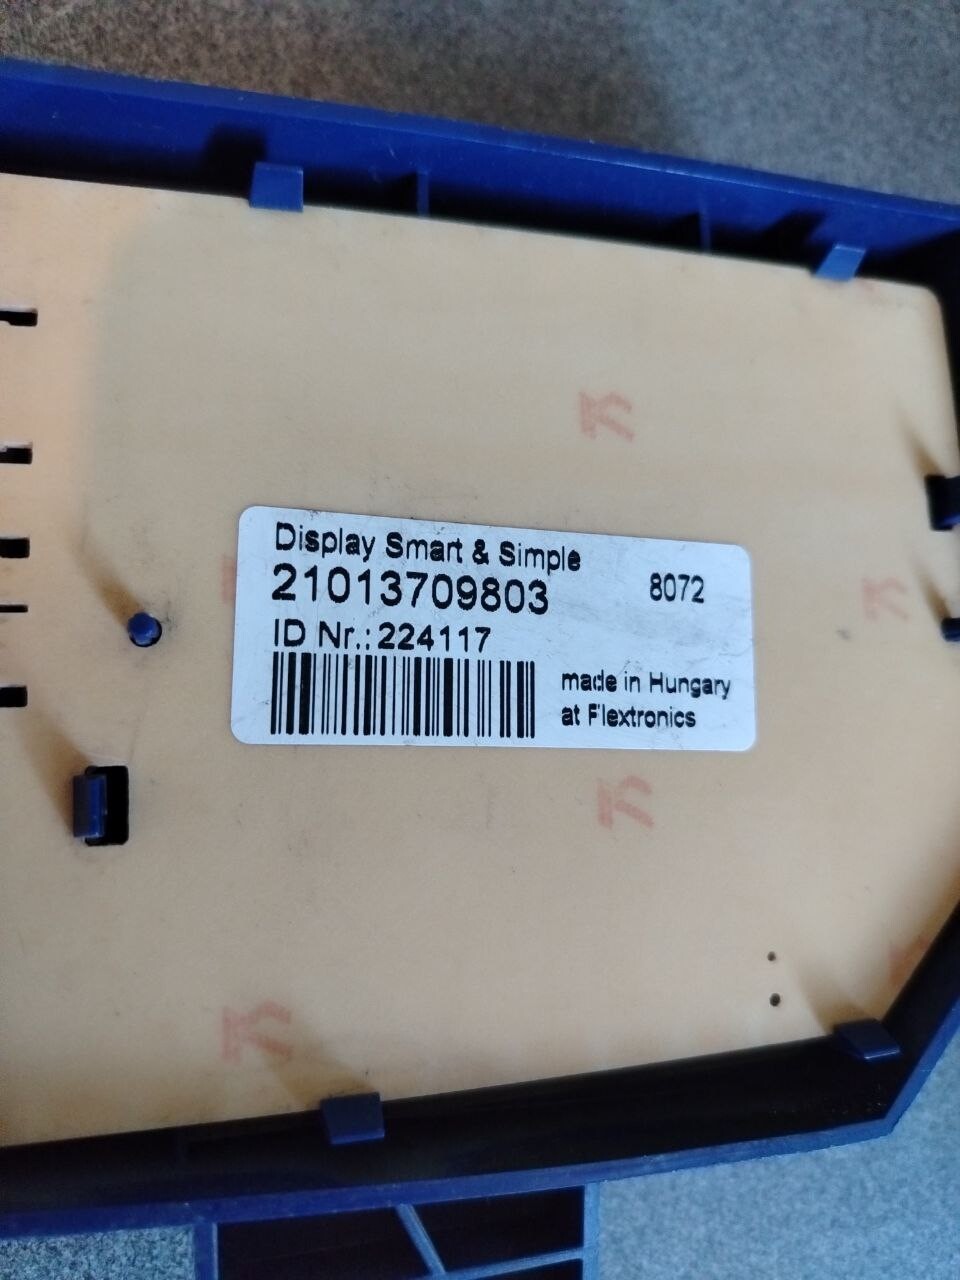 Display Smart & Simple
21013709803
8072
ID Nr.: 224117
made in Hungary
at Flextronics